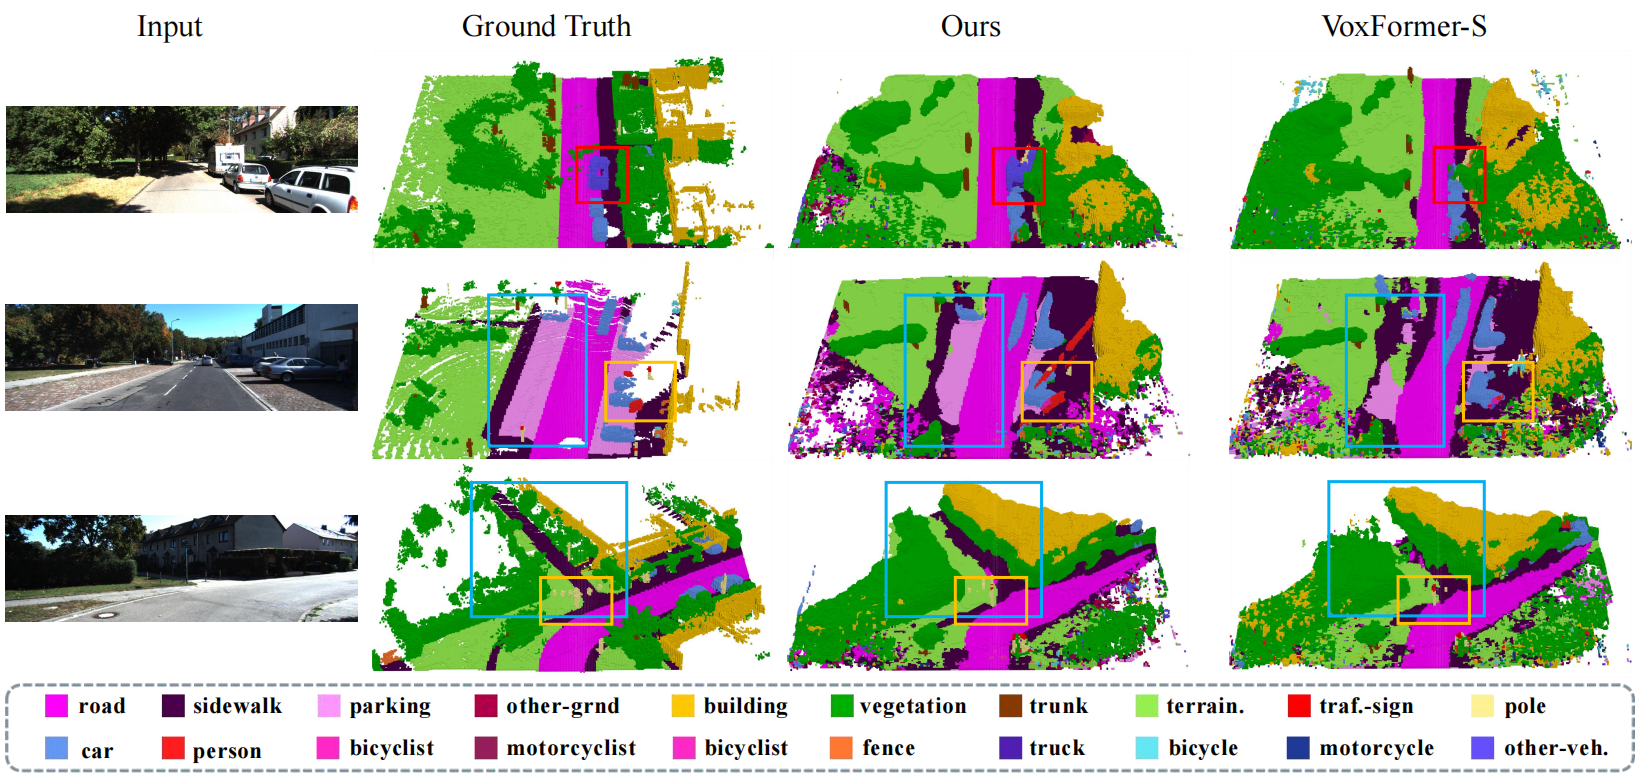 Input Ground Truth Ours VoxFormer-S
road sidewalk parking other-grnd building vegetation trunk terrain. traf.-sign pole
car person bicyclist motorcyclist bicyclist fence truck bicycle motorcycle other-veh.